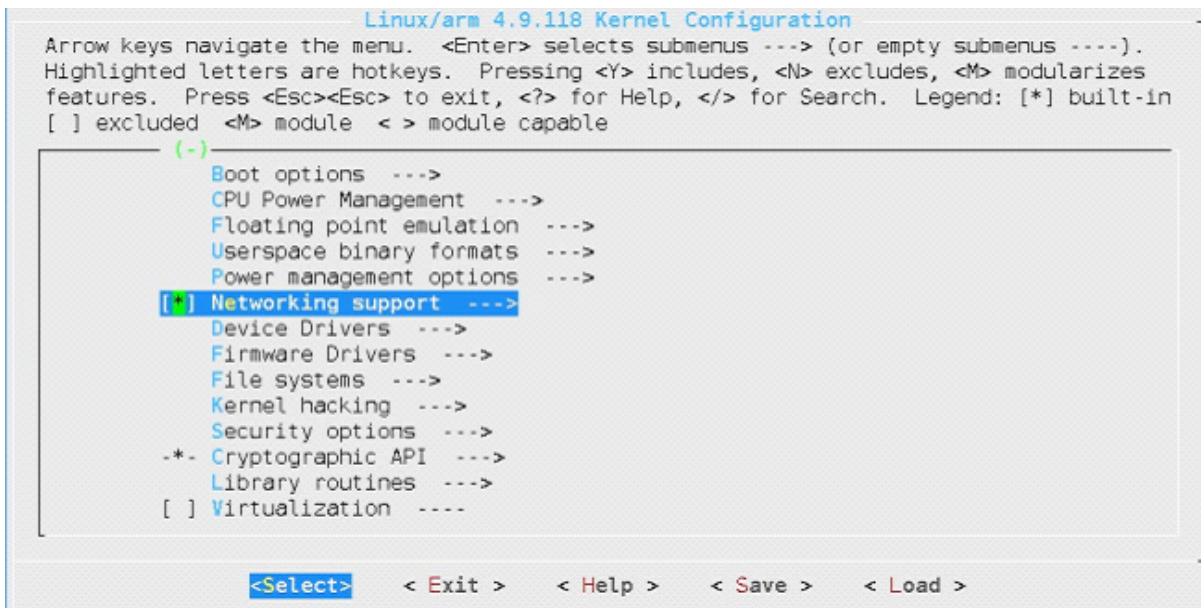 Linux/arm 4.9.118 Kernel Configuration
Arrow keys navigate the menu.  <Enter> selects submenus ---> (or empty submenus ----).
Highlighted letters are hotkeys.  Pressing <Y> includes, <N> excludes, <M> modularizes
features.  Press <Esc><Esc> to exit, <?> for Help, </> for Search.  Legend: [*] built-in
[ ] excluded  <M> module  < > module capable
(-)
Boot options  --->
CPU Power Management  --->
Floating point emulation  --->
Userspace binary formats  --->
Power management options  --->
[*] Networking support  --->
Device Drivers  --->
Firmware Drivers  --->
File systems  --->
Kernel hacking  --->
Security options  --->
-*- Cryptographic API  --->
Library routines  --->
[ ] Virtualization  ----
<Select>    < Exit >    < Help >    < Save >    < Load >